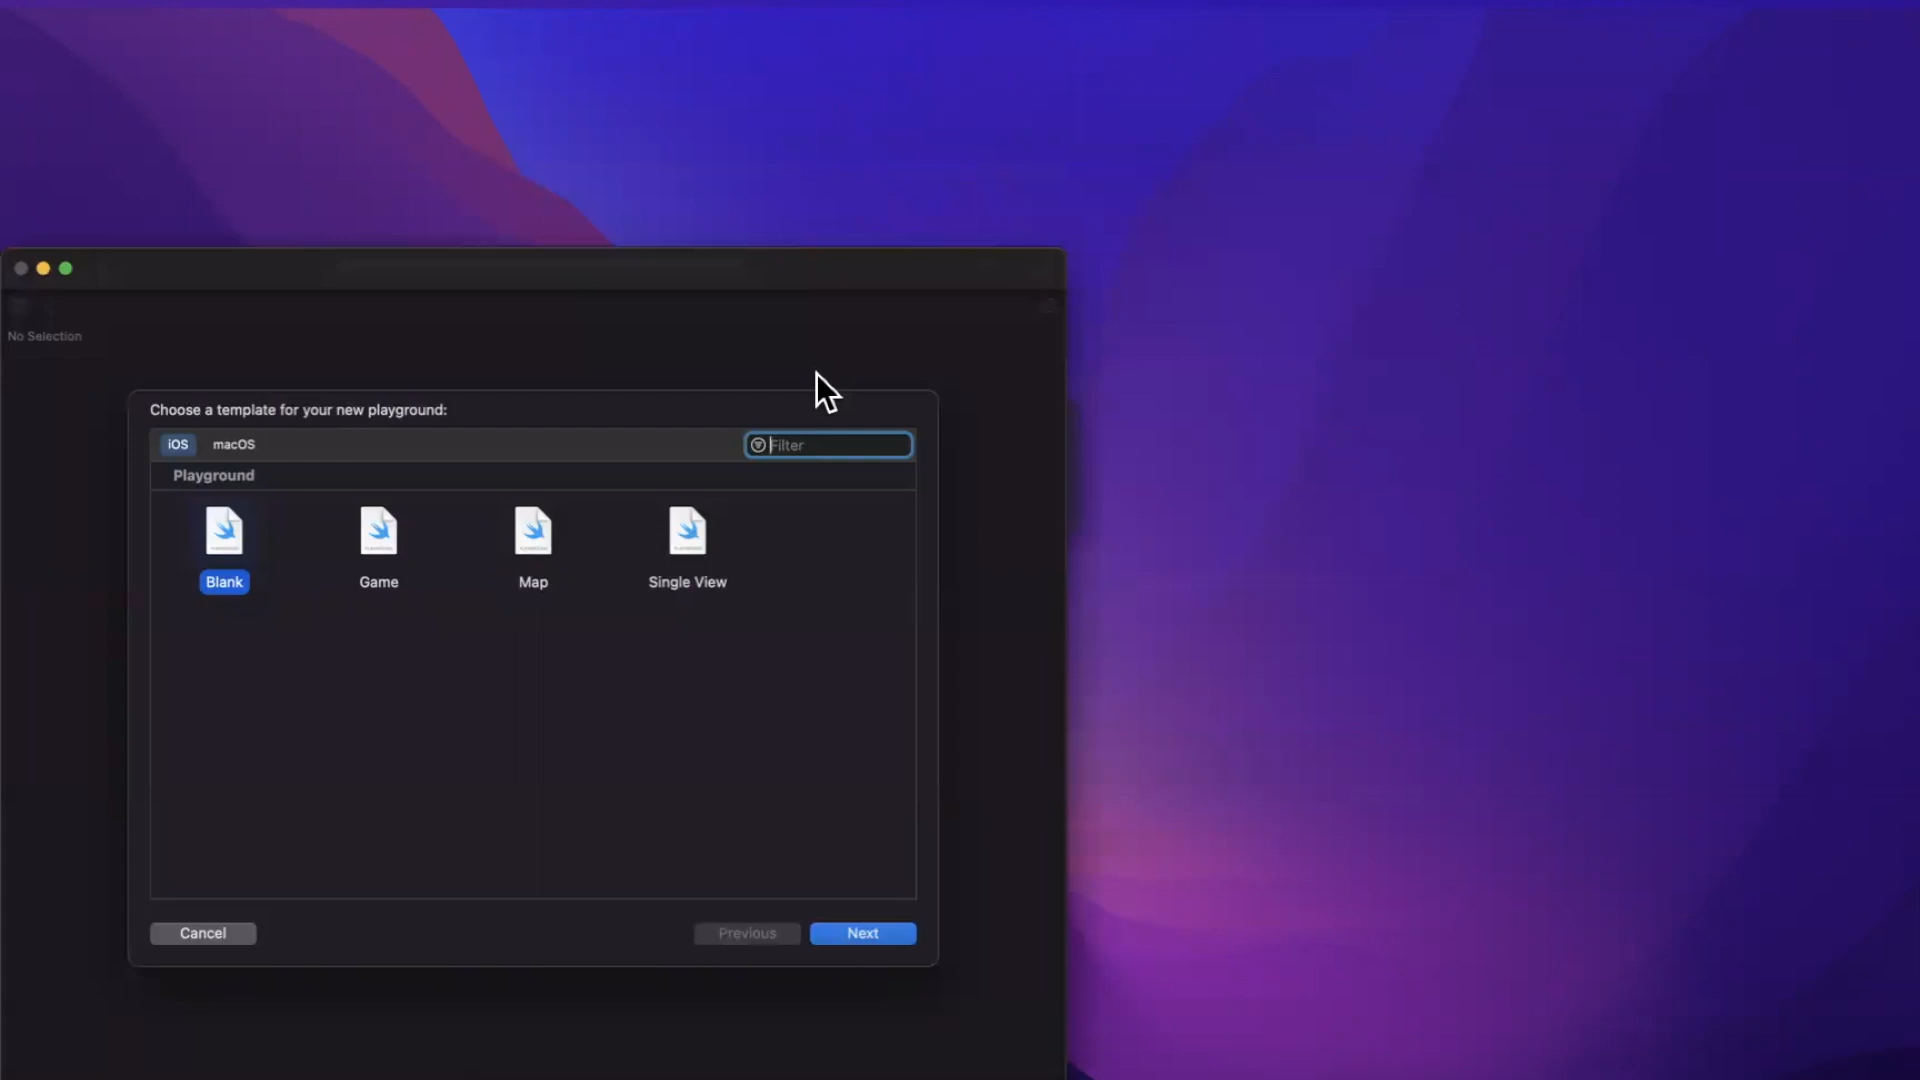 No Selection
Choose a template for your new playground:
iOS macOS Filter
Playground
Blank Game Map Single View
Cancel Previous Next